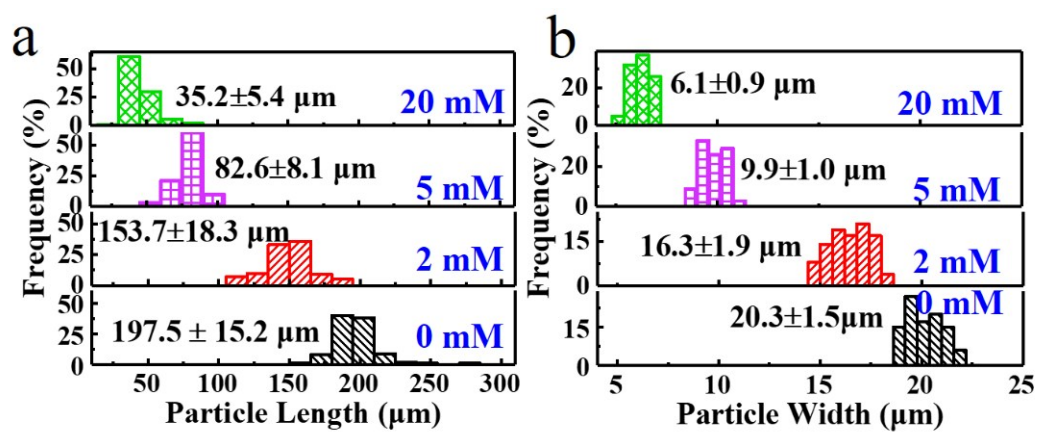 a
Frequency (%)
50
25
0
35.2±5.4 µm
20 mM
50
25
0
82.6±8.1 µm
5 mM
50
25
0
153.7±18.3 µm
2 mM
50
25
0
197.5 ± 15.2 µm
0 mM
50 100 150 200 250 300
Particle Length (µm)
b
Frequency (%)
20
0
6.1±0.9 µm
20 mM
20
0
9.9±1.0 µm
5 mM
15
0
16.3±1.9 µm
2 mM
15
0
20.3±1.5µm
0 mM
5 10 15 20 25
Particle Width (µm)